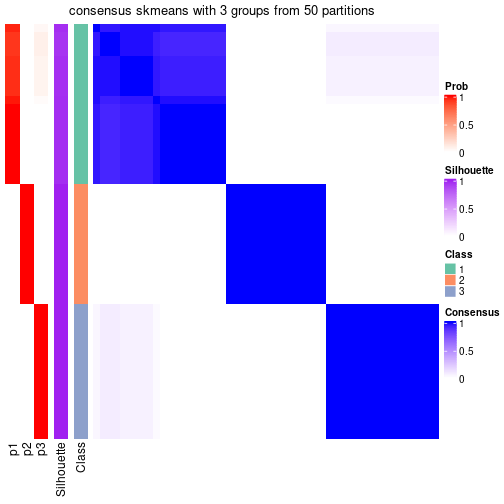 consensus skmeans with 3 groups from 50 partitions
Prob
1
0.5
0
Silhouette
1
0.5
0
Class
1
2
3
Consensus
1
0.5
0
p1
p2
p3
Silhouette
Class